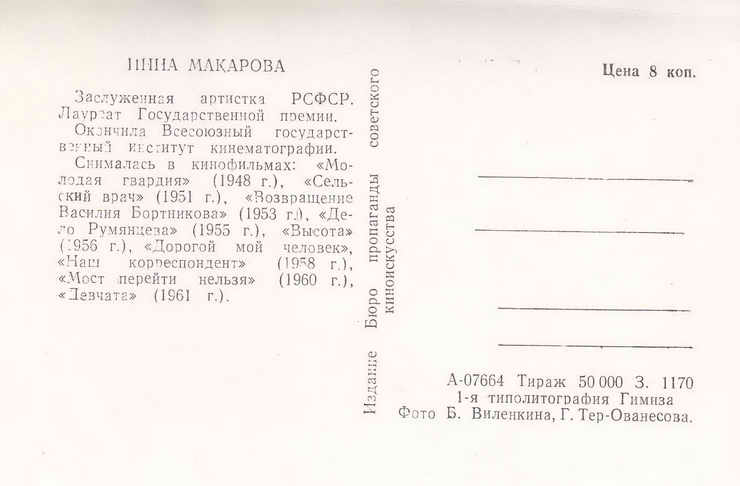 ИННА МАКАРОВА
Заслуженная артистка РСФСР.
Лауреат Государственной премии.
Окончила Всесоюзный государст-
венный институт кинематографии.
Снималась в кинофильмах: «Мо-
лодая гвардия» (1948 г.), «Сель-
ский врач» (1951 г.), «Возвращение
Василия Бортникова» (1953 г.), «Де-
ло Румянцева» (1955 г.), «Высота»
(1956 г.), «Дорогой мой человек»,
«Наш корреспондент» (1958 г.),
«Мост перейти нельзя» (1960 г.),
«Девчата» (1961 г.).
Издание Бюро пропаганды советского
киноискусства
Цена 8 коп.
А-07664 Тираж 50 000 З. 1170
1-я типолитография Гимиза
Фото Б. Виленкина, Г. Тер-Ованесова.